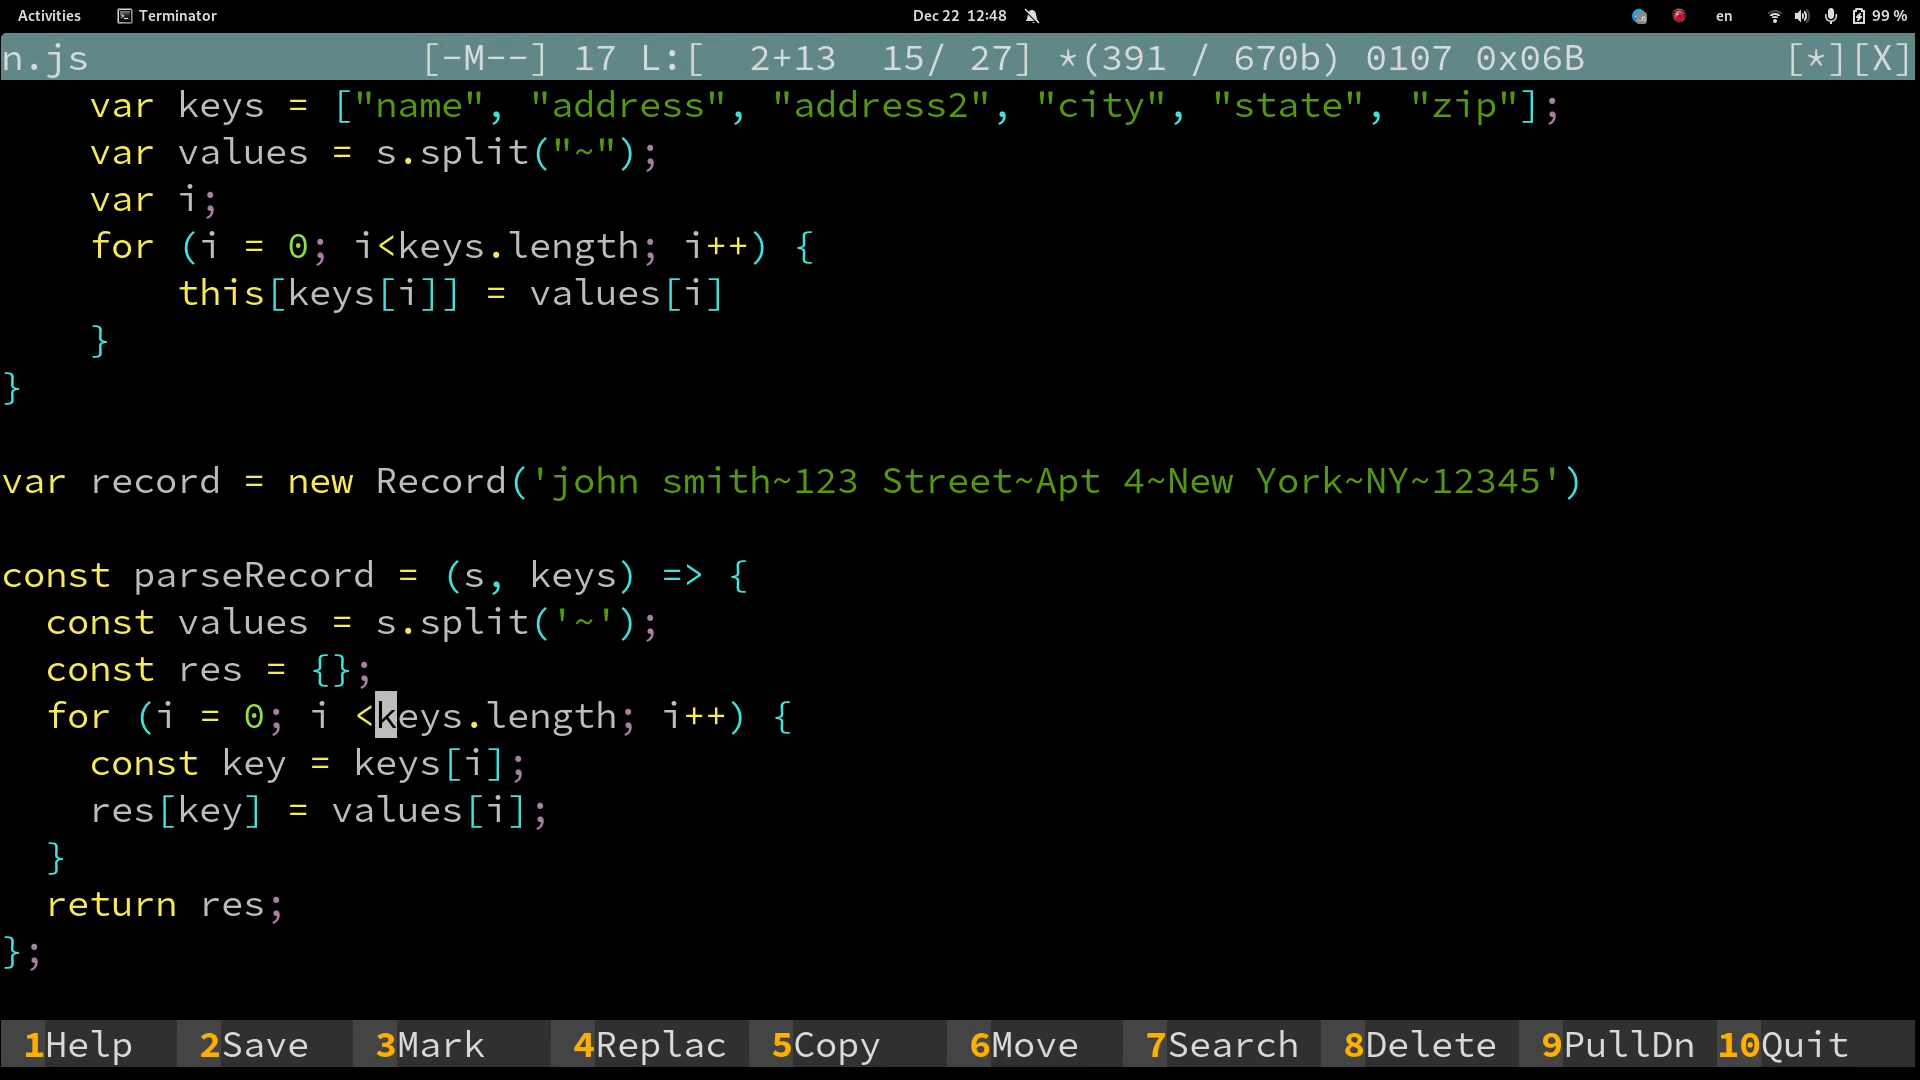 Activities Terminator Dec 22 12:48 en 99 %
n.js [-M--] 17 L:[ 2+13 15/ 27] *(391 / 670b) 0107 0x06B [*][X]
    var keys = ["name", "address", "address2", "city", "state", "zip"];
    var values = s.split("~");
    var i;
    for (i = 0; i<keys.length; i++) {
        this[keys[i]] = values[i]
    }
}
var record = new Record('john smith~123 Street~Apt 4~New York~NY~12345')
const parseRecord = (s, keys) => {
  const values = s.split('~');
  const res = {};
  for (i = 0; i <keys.length; i++) {
    const key = keys[i];
    res[key] = values[i];
  }
  return res;
};
1Help 2Save 3Mark 4Replac 5Copy 6Move 7Search 8Delete 9PullDn 10Quit